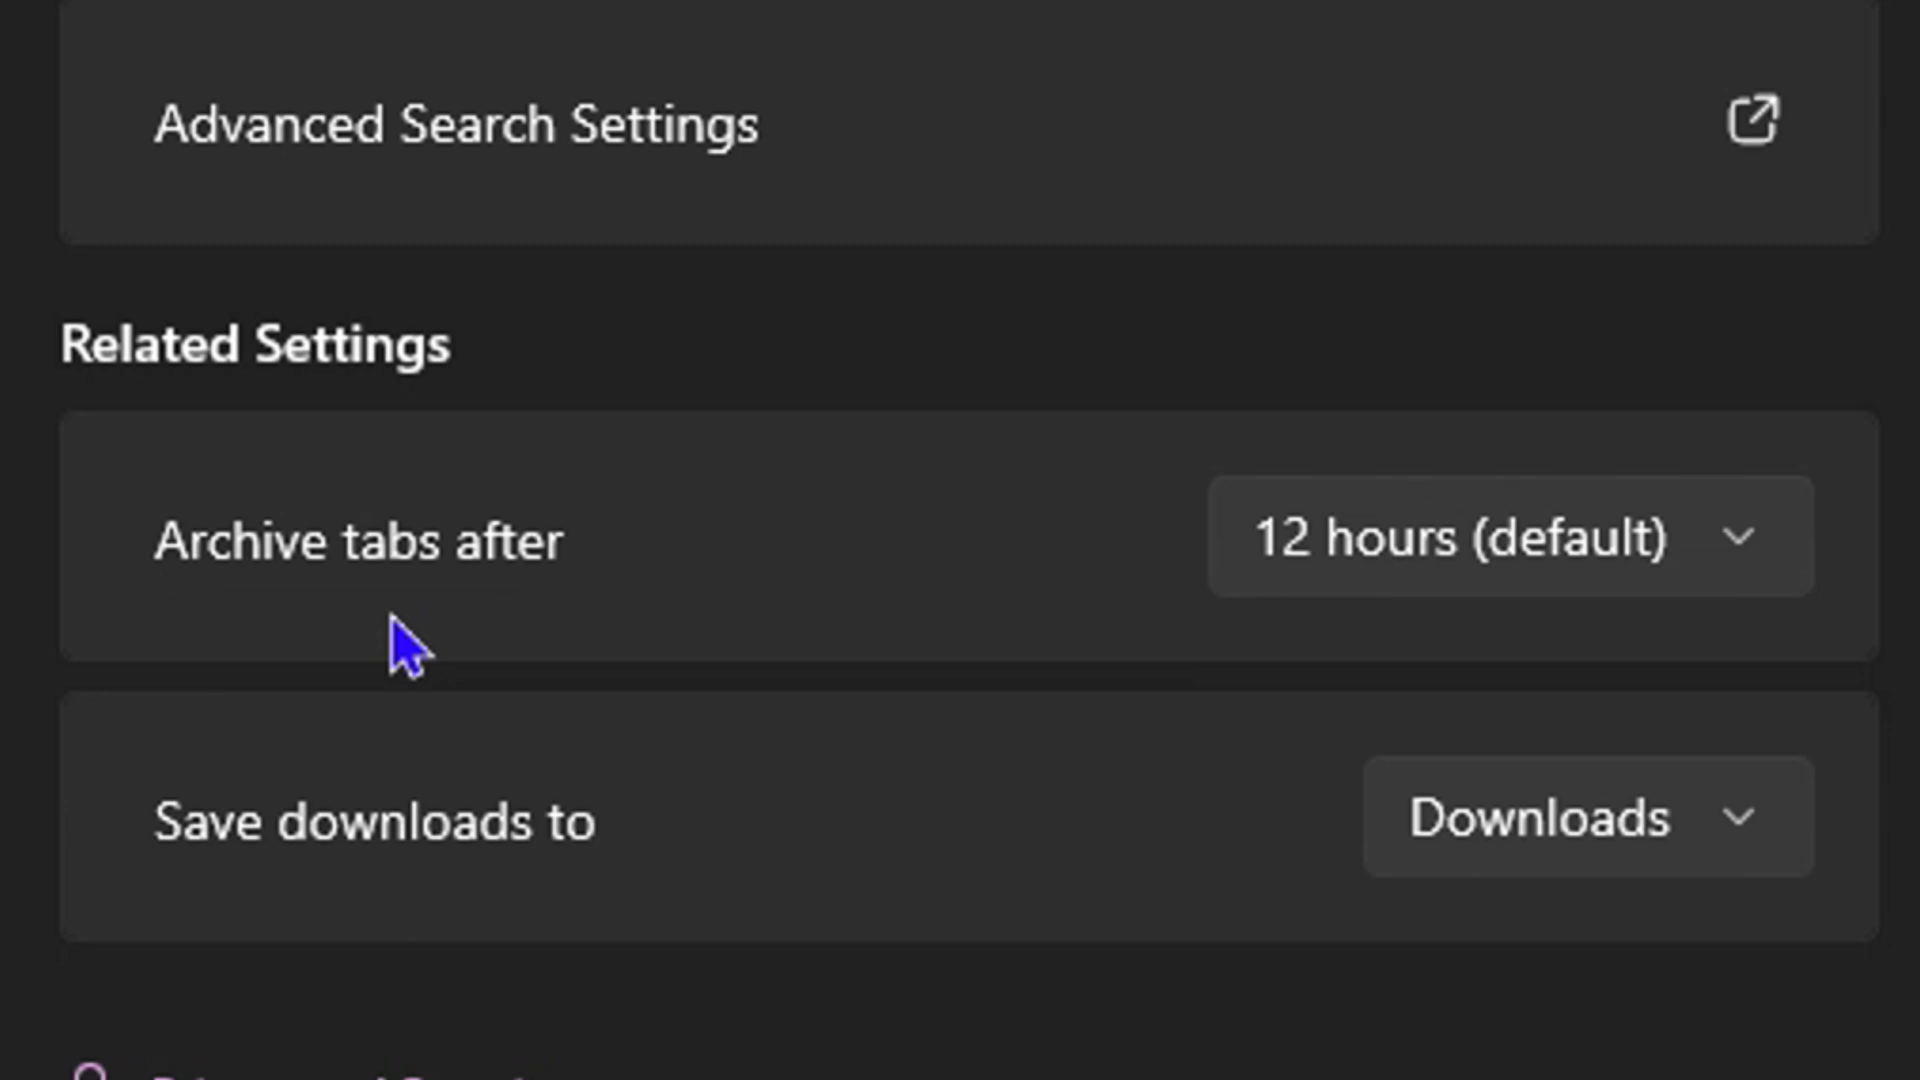 Advanced Search Settings
Related Settings
Archive tabs after
12 hours (default)
Save downloads to
Downloads